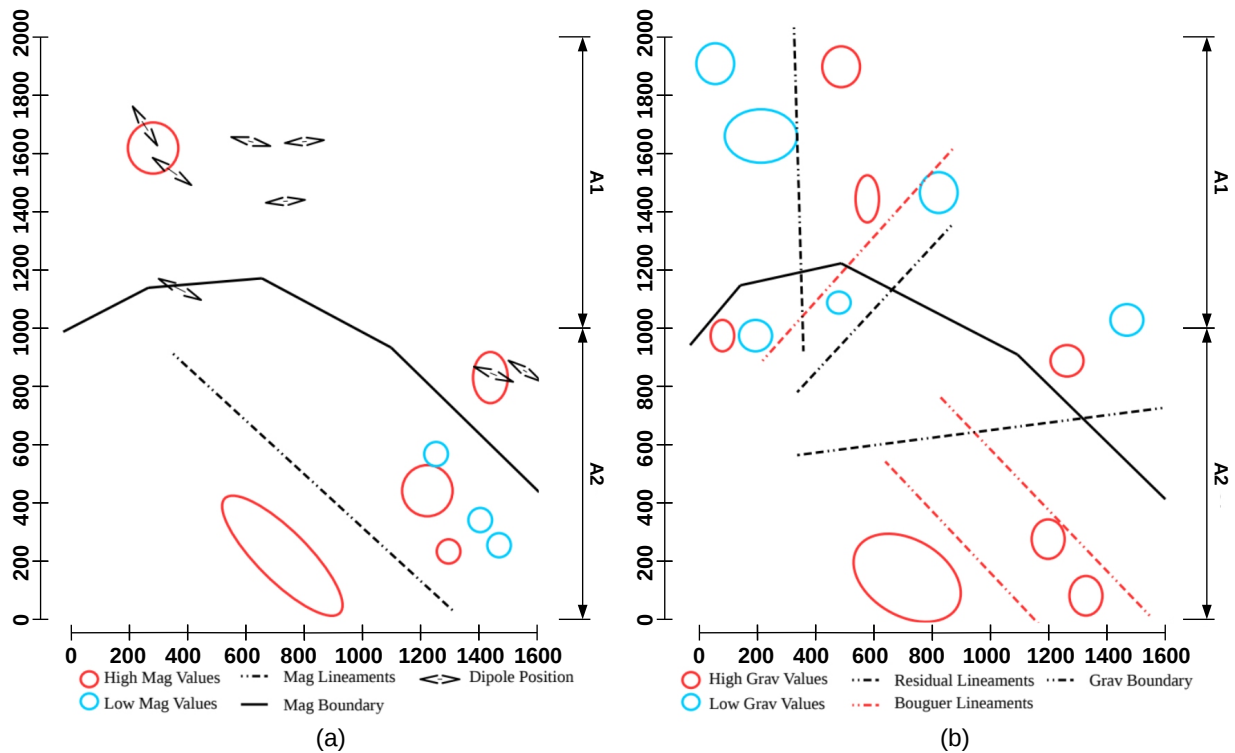 2000
1800
1600
1400
1200
1000
800
600
400
200
0
A1
A2
0 200 400 600 800 1000 1200 1400 1600
High Mag Values Mag Lineaments Dipole Position
Low Mag Values Mag Boundary
(a)
2000
1800
1600
1400
1200
1000
800
600
400
200
0
A1
A2
0 200 400 600 800 1000 1200 1400 1600
High Grav Values Residual Lineaments Grav Boundary
Low Grav Values Bouguer Lineaments
(b)